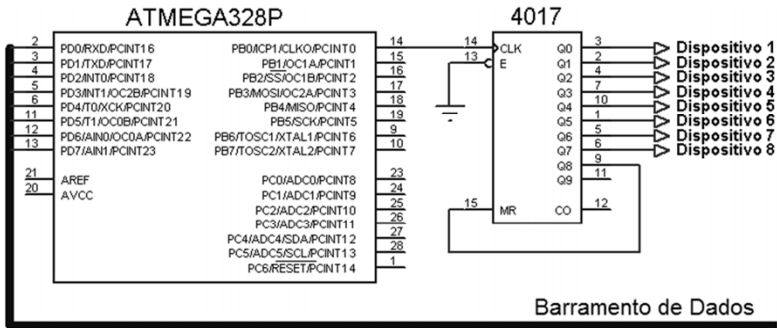 ATMEGA328P
2 PD0/RXD/PCINT16
3 PD1/TXD/PCINT17
4 PD2/INT0/PCINT18
5 PD3/INT1/OC2B/PCINT19
6 PD4/T0/XCK/PCINT20
11 PD5/T1/OC0B/PCINT21
12 PD6/AIN0/OC0A/PCINT22
13 PD7/AIN1/PCINT23
21 AREF
20 AVCC
PB0/ICP1/CLKO/PCINT0 14
PB1/OC1A/PCINT1 15
PB2/SS/OC1B/PCINT2 16
PB3/MOSI/OC2A/PCINT3 17
PB4/MISO/PCINT4 18
PB5/SCK/PCINT5 19
PB6/TOSC1/XTAL1/PCINT6 9
PB7/TOSC2/XTAL2/PCINT7 10
PC0/ADC0/PCINT8 23
PC1/ADC1/PCINT9 24
PC2/ADC2/PCINT10 25
PC3/ADC3/PCINT11 26
PC4/ADC4/SDA/PCINT12 27
PC5/ADC5/SCL/PCINT13 28
PC6/RESET/PCINT14 1
4017
14 CLK
13 E
15 MR
Q0 3 Dispositivo 1
Q1 2 Dispositivo 2
Q2 4 Dispositivo 3
Q3 7 Dispositivo 4
Q4 10 Dispositivo 5
Q5 1 Dispositivo 6
Q6 5 Dispositivo 7
Q7 6 Dispositivo 8
Q8 9
Q9 11
CO 12
Barramento de Dados